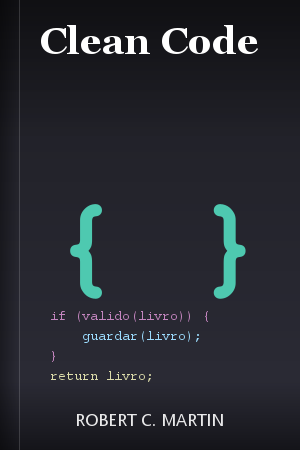 Clean Code
{ }
if (valido(livro)) {
    guardar(livro);
}
return livro;
ROBERT C. MARTIN